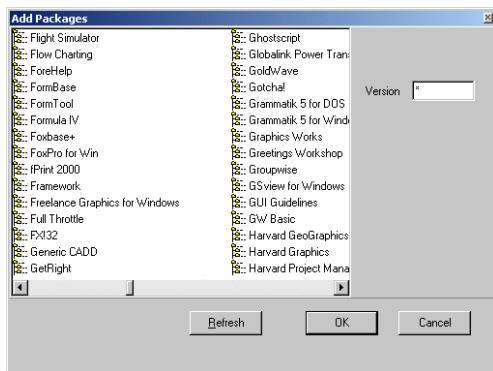 Add Packages
Flight Simulator
Flow Charting
ForeHelp
FormBase
FormTool
Formula IV
Foxbase+
FoxPro for Win
fPrint 2000
Framework
Freelance Graphics for Windows
Full Throttle
FX!32
Generic CADD
GetRight
Ghostscript
Globalink Power Trans
GoldWave
Gotcha!
Grammatik 5 for DOS
Grammatik 5 for Windo
Graphics Works
Greetings Workshop
Groupwise
GSview for Windows
GUI Guidelines
GW Basic
Harvard GeoGraphics
Harvard Graphics
Harvard Project Mana
Version *
Refresh OK Cancel